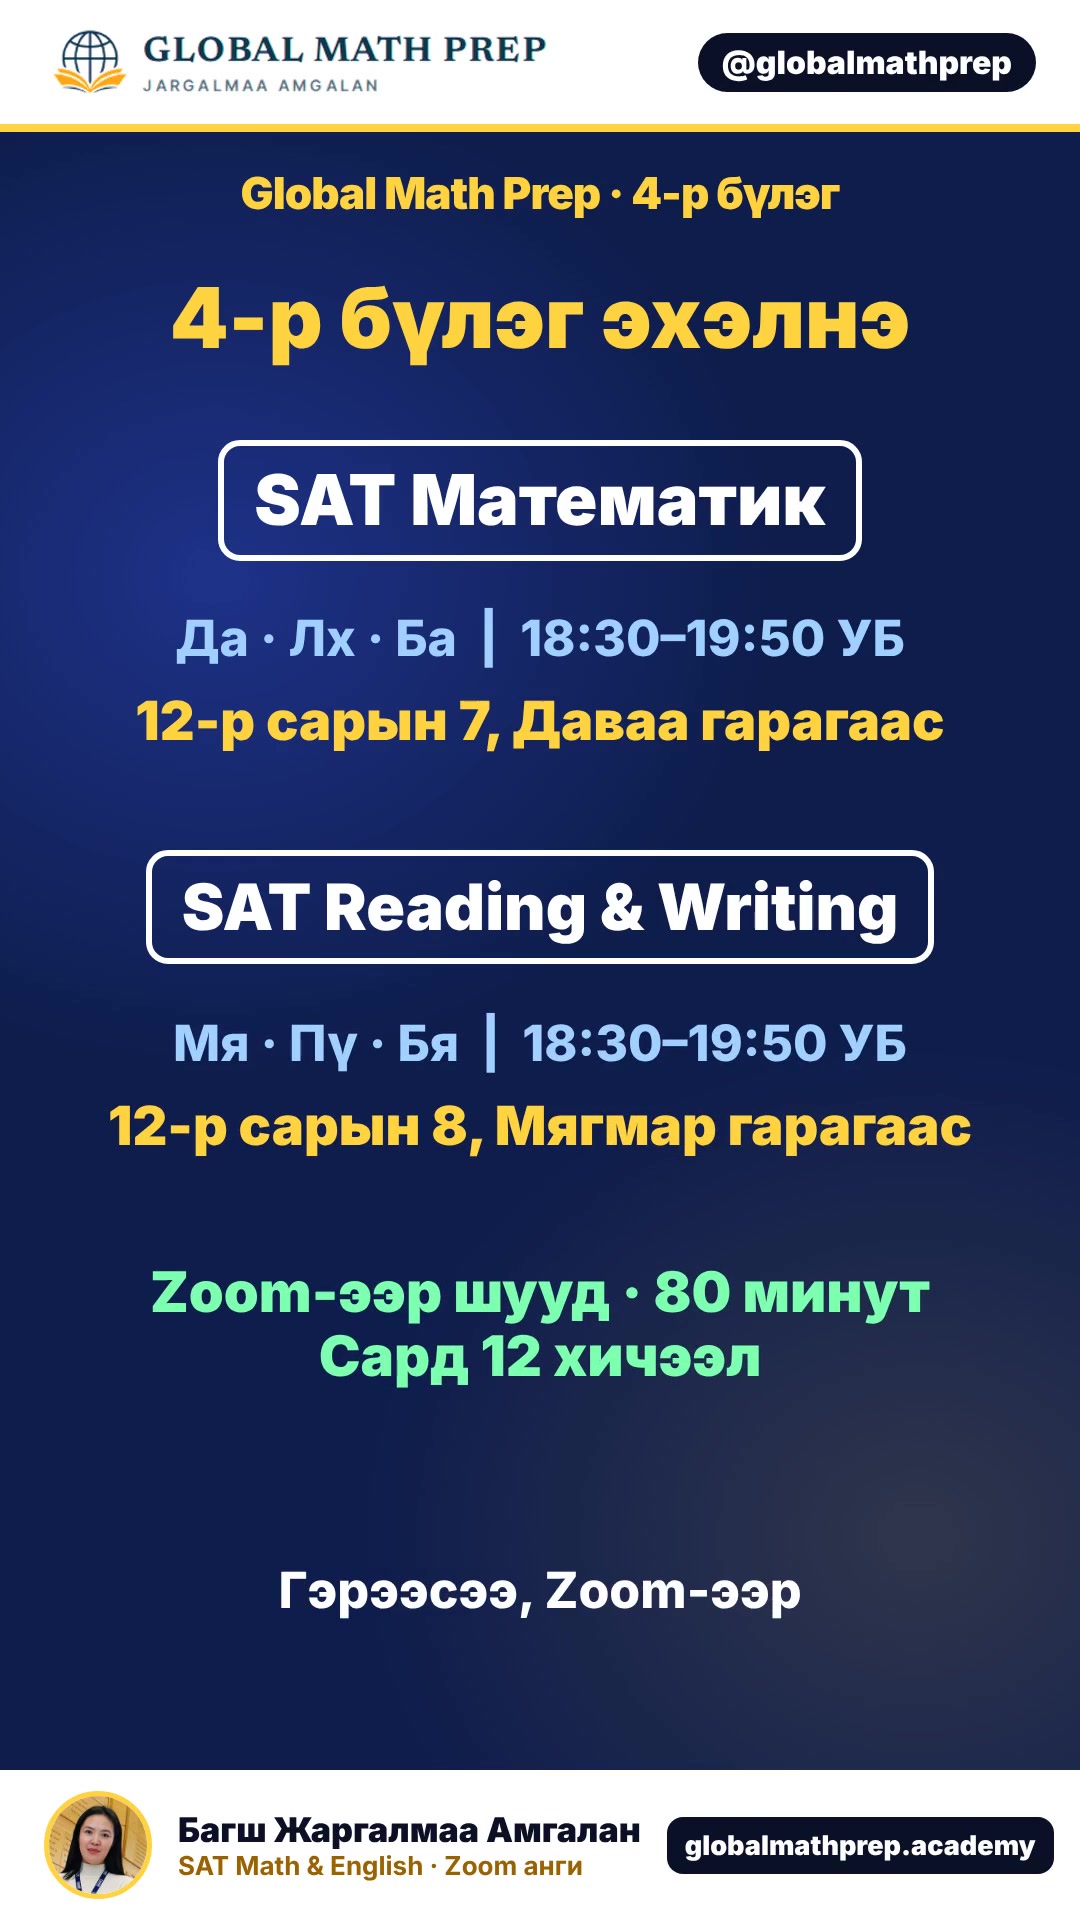 GLOBAL MATH PREP
JARGALMAA AMGALAN
@globalmathprep
Global Math Prep · 4-р бүлэг
4-р бүлэг эхэлнэ
SAT Математик
Да · Лх · Ба | 18:30–19:50 УБ
12-р сарын 7, Даваа гарагаас
SAT Reading & Writing
Мя · Пү · Бя | 18:30–19:50 УБ
12-р сарын 8, Мягмар гарагаас
Zoom-ээр шууд · 80 минут
Сард 12 хичээл
Гэрээсээ, Zoom-ээр
Багш Жаргалмаа Амгалан
SAT Math & English · Zoom анги
globalmathprep.academy